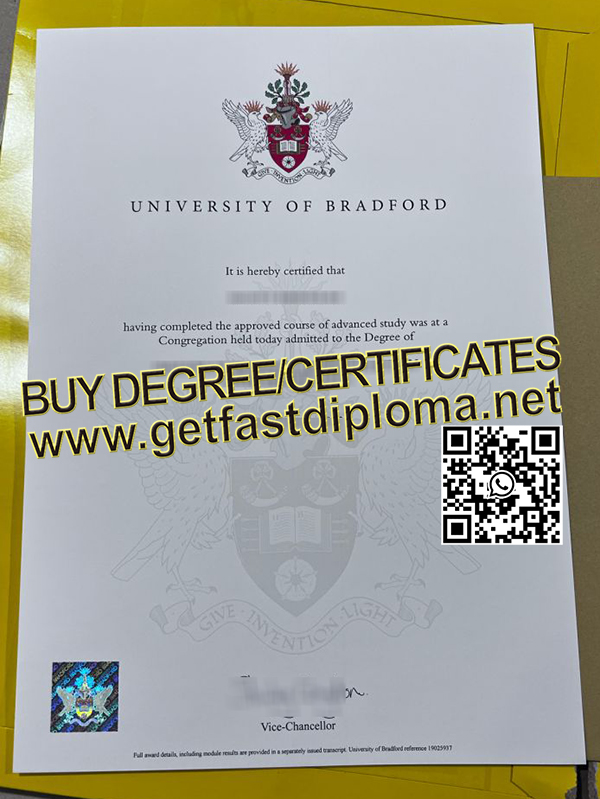 GIVE · INVENTION · LIGHT
UNIVERSITY OF BRADFORD
It is hereby certified that
having completed the approved course of advanced study was at a
Congregation held today admitted to the Degree of
BUY DEGREE/CERTIFICATES
www.getfastdiploma.net
GIVE · INVENTION · LIGHT
Vice-Chancellor
Full award details, including module results are provided in a separately issued transcript. University of Bradford reference 19025937